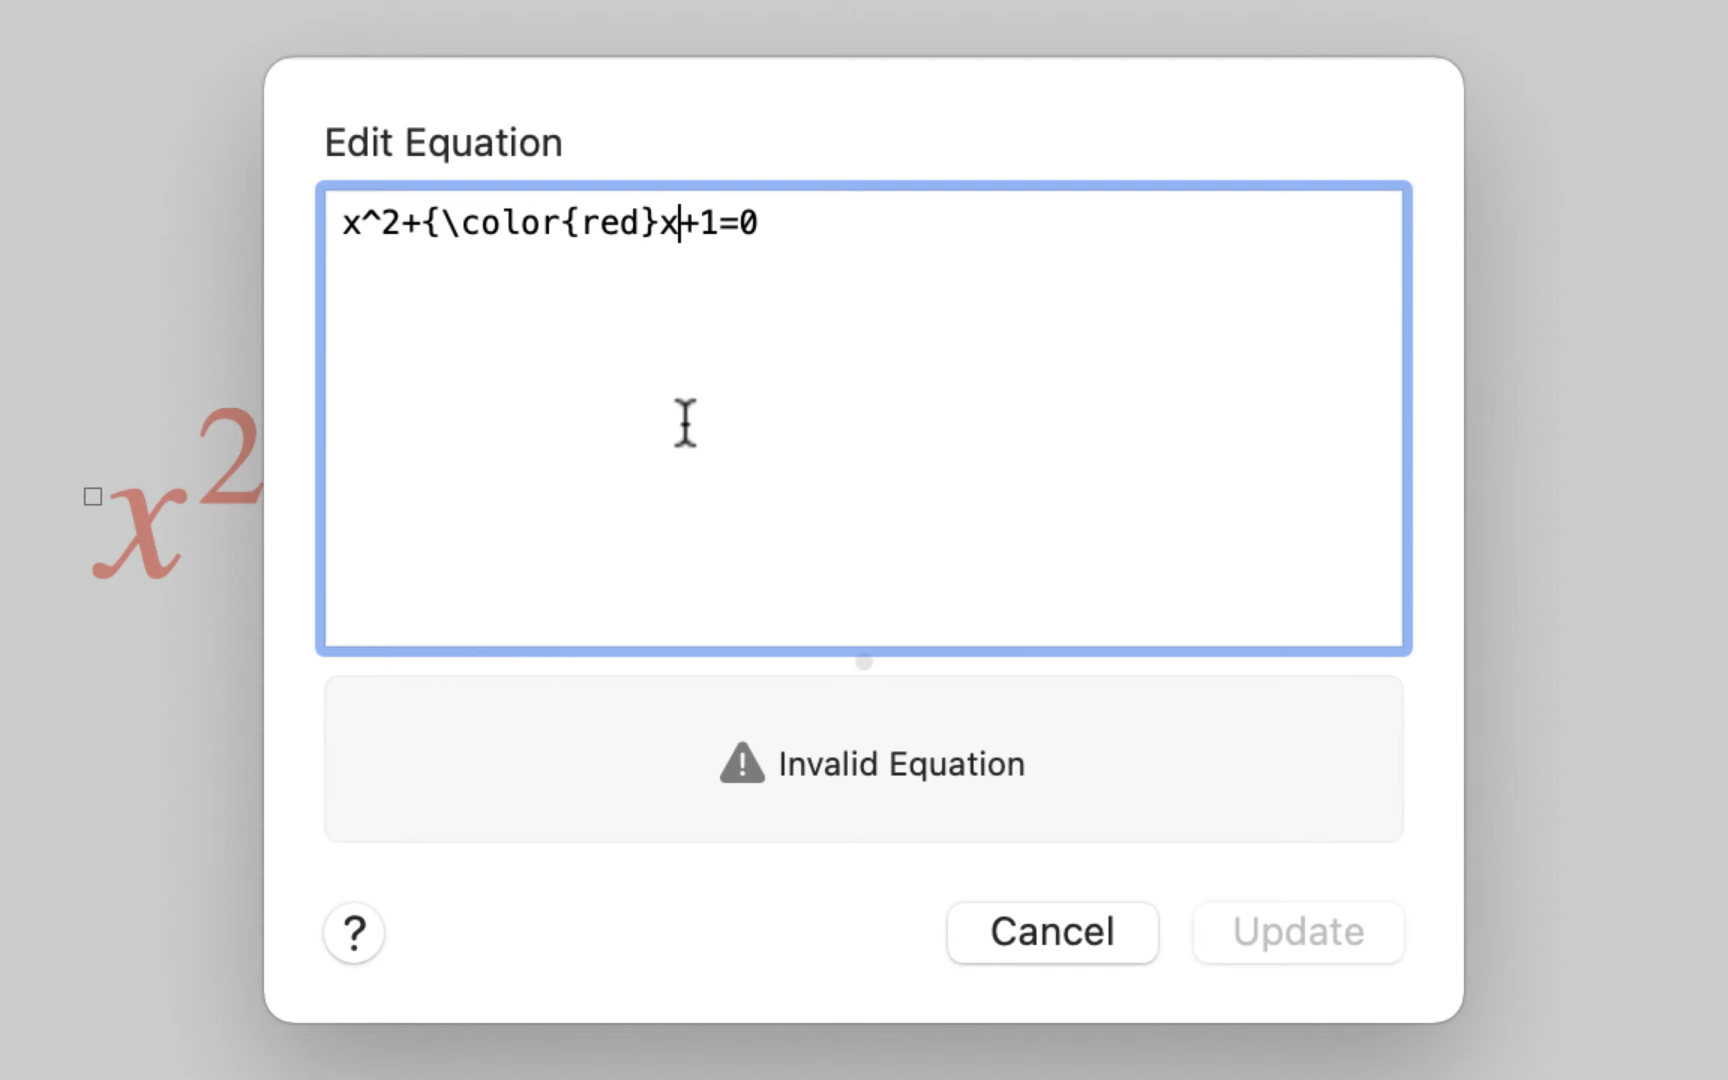 Edit Equation
x^2+{\color{red}x+1=0
x²
Invalid Equation
?
Cancel
Update